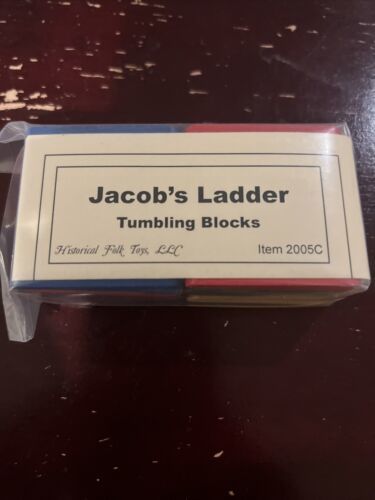 Jacob's Ladder
Tumbling Blocks
Historical Folk Toys, LLC
Item 2005C